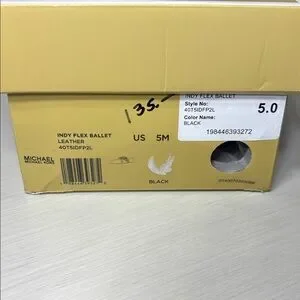 INDY FLEX BALLET
Style No:
40T5IDFP2L
5.0
Color Name:
BLACK
198446393272
135.-
INDY FLEX BALLET
LEATHER
40T5IDFP2L
US 5M
MICHAEL
MICHAEL KORS
BLACK